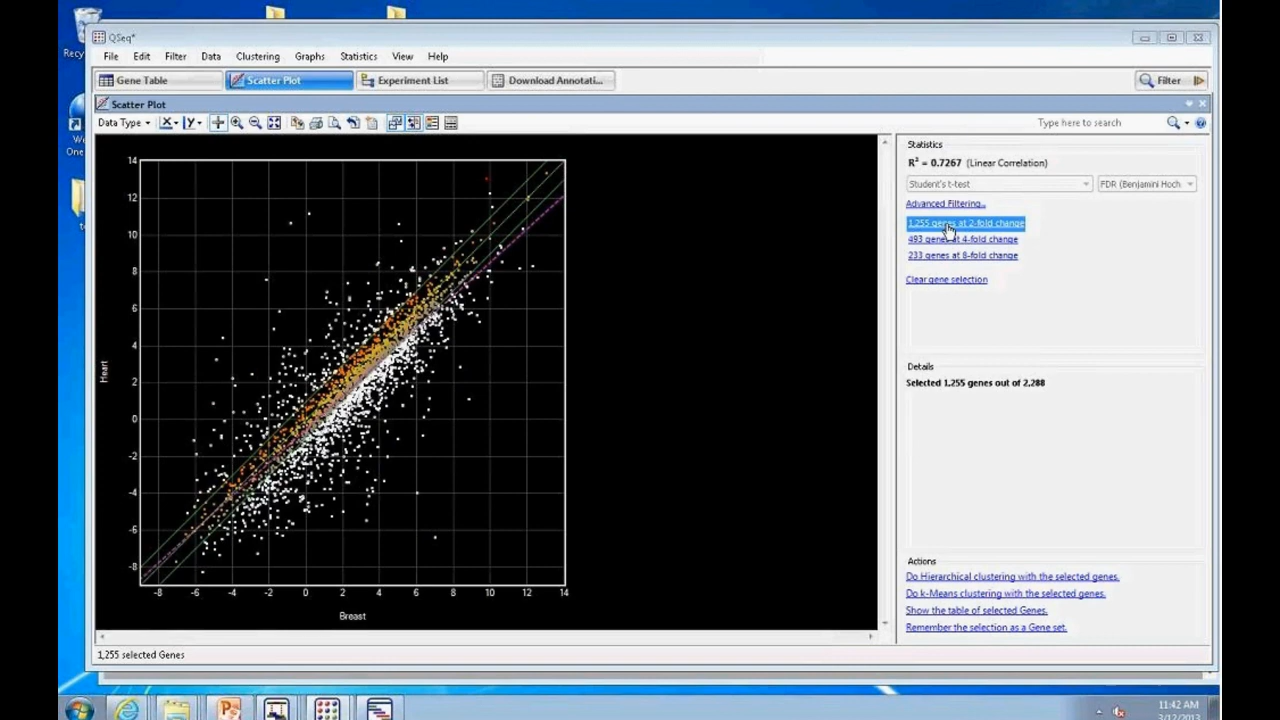 Recy
QSeq*
File Edit Filter Data Clustering Graphs Statistics View Help
Gene Table Scatter Plot Experiment List Download Annotati... Filter
Scatter Plot
Data Type X Y Type here to search
We
One
Statistics
R² = 0.7267 (Linear Correlation)
Student's t-test FDR (Benjamini Hoch
Advanced Filtering...
1,255 genes at 2-fold change
493 genes at 4-fold change
233 genes at 8-fold change
Clear gene selection
Details
Selected 1,255 genes out of 2,288
Actions
Do Hierarchical clustering with the selected genes.
Do k-Means clustering with the selected genes.
Show the table of selected Genes.
Remember the selection as a Gene set.
14
12
10
8
6
4
2
0
-2
-4
-6
-8
Heart
-8 -6 -4 -2 0 2 4 6 8 10 12 14
Breast
1,255 selected Genes
11:42 AM
3/12/2013